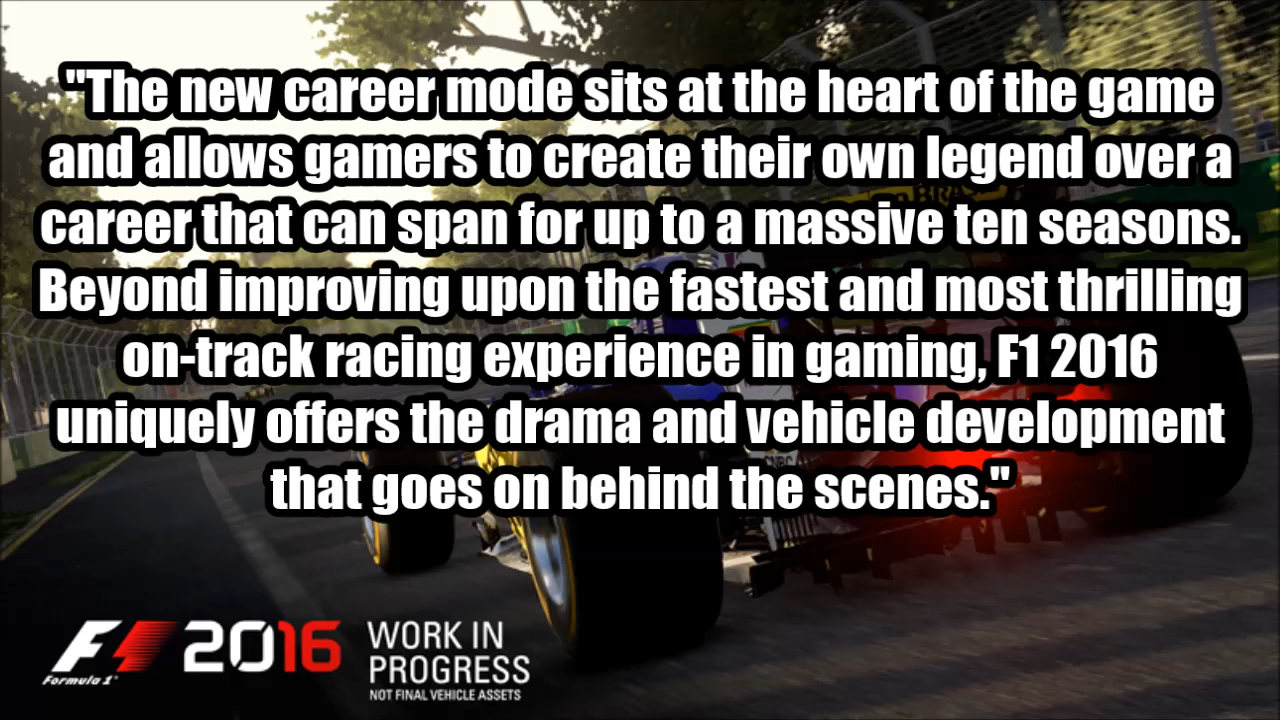 "The new career mode sits at the heart of the game
and allows gamers to create their own legend over a
career that can span for up to a massive ten seasons.
Beyond improving upon the fastest and most thrilling
on-track racing experience in gaming, F1 2016
uniquely offers the drama and vehicle development
that goes on behind the scenes."
F1 2016
Formula 1
WORK IN
PROGRESS
NOT FINAL VEHICLE ASSETS